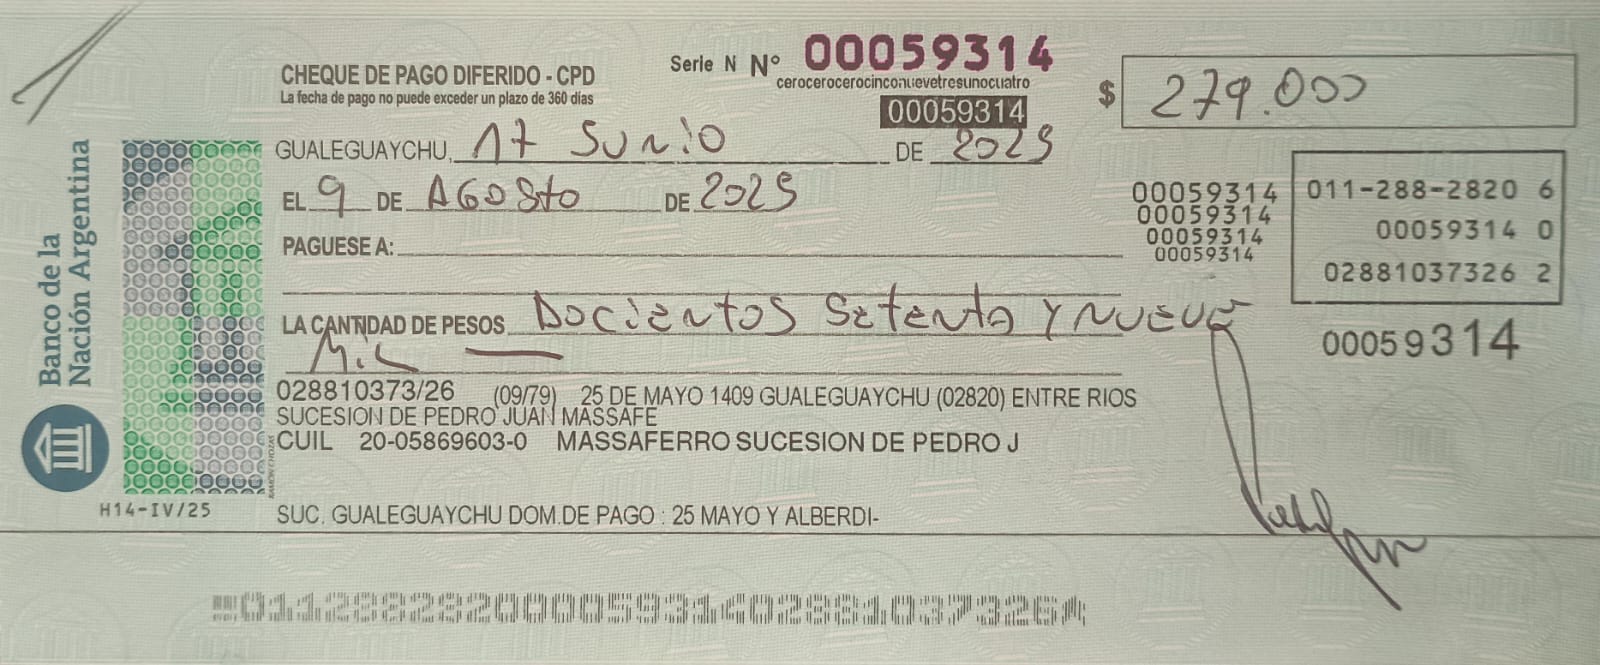 Serie N Nº 00059314
cerocerocerocinconuevetresunocuatro
00059314
CHEQUE DE PAGO DIFERIDO - CPD
La fecha de pago no puede exceder un plazo de 360 días
$ 279.000
GUALEGUAYCHU, 17 Junio DE 2025
EL 9 DE AGOSto DE 2025
PAGUESE A:
00059314
00059314
00059314
00059314
011-288-2820 6
00059314 0
02881037326 2
00059314
LA CANTIDAD DE PESOS Docientos Setenta y nueve
Mil
028810373/26 (09/79) 25 DE MAYO 1409 GUALEGUAYCHU (02820) ENTRE RIOS
SUCESION DE PEDRO JUAN MASSAFE
CUIL 20-05869603-0 MASSAFERRO SUCESION DE PEDRO J
SUC. GUALEGUAYCHU DOM.DE PAGO : 25 MAYO Y ALBERDI-
Banco de la
Nación Argentina
RAMON CHOZAS
H14-IV/25
011288282000059314028810373264